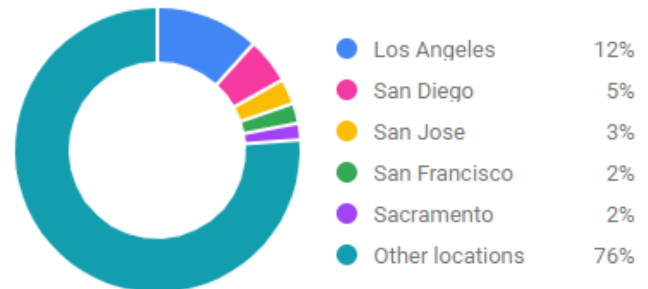 Los Angeles 12%
San Diego 5%
San Jose 3%
San Francisco 2%
Sacramento 2%
Other locations 76%